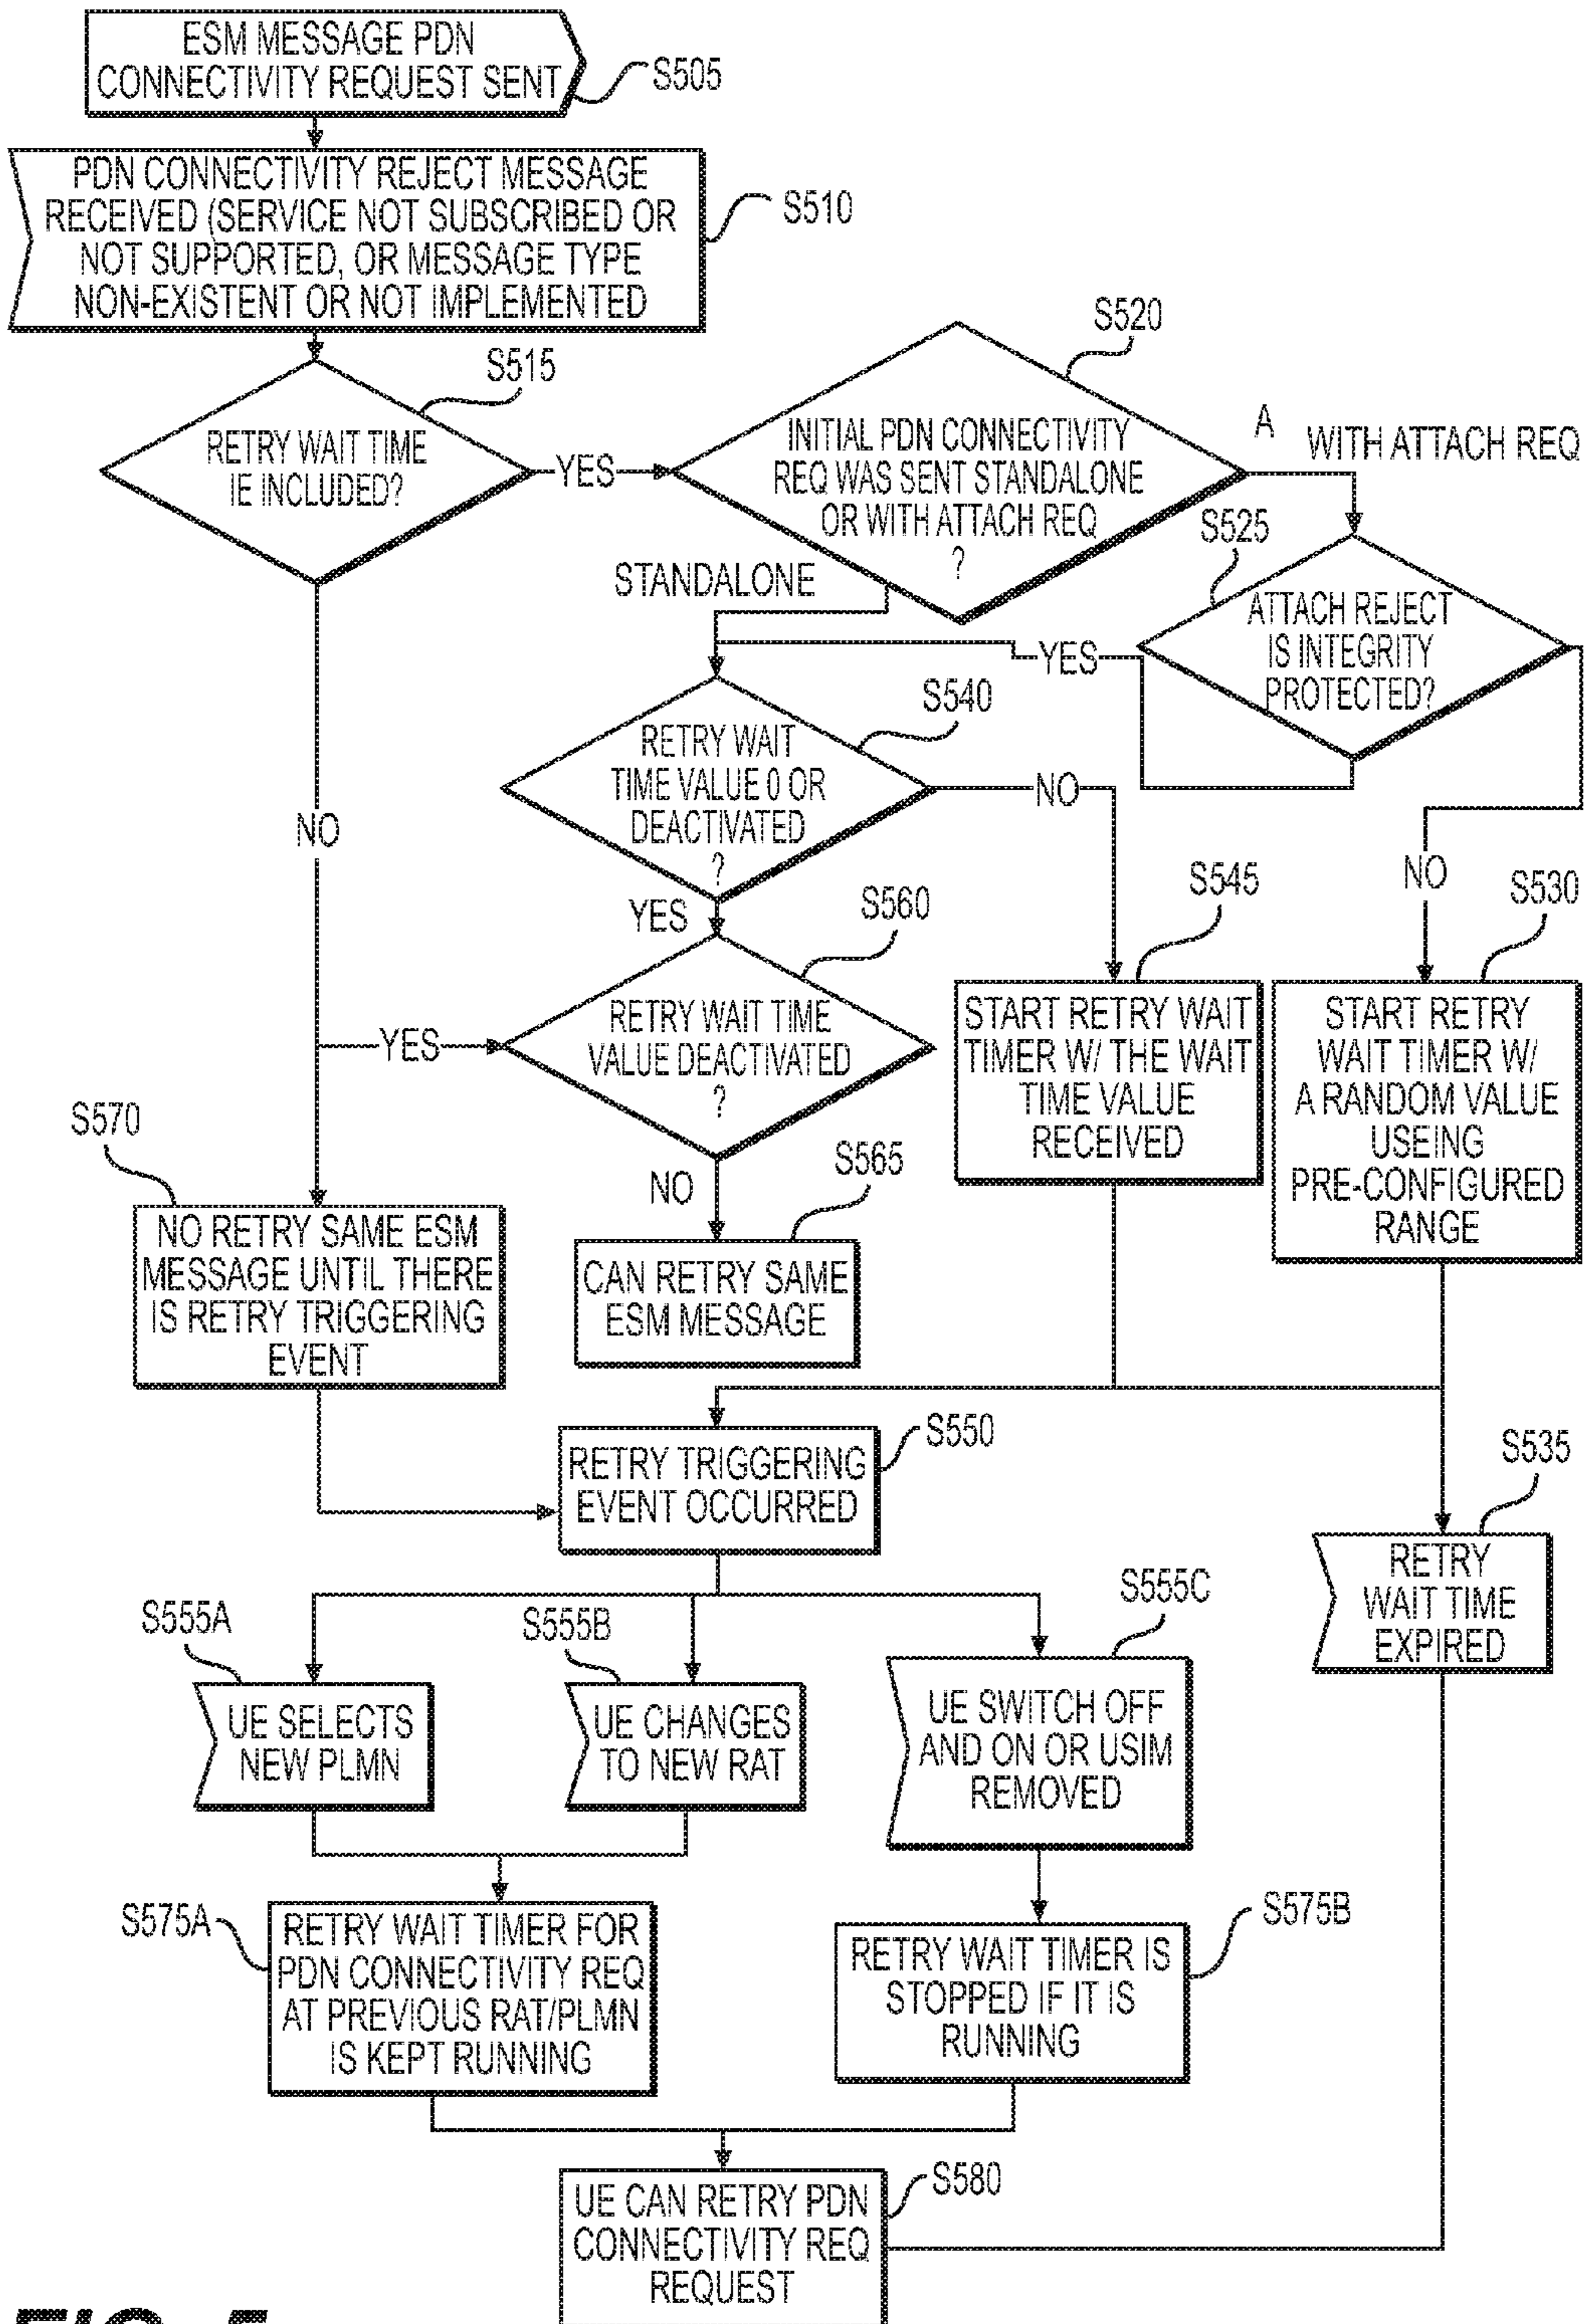 ESM MESSAGE PDN
CONNECTIVITY REQUEST SENT
S505
PDN CONNECTIVITY REJECT MESSAGE
RECEIVED (SERVICE NOT SUBSCRIBED OR
NOT SUPPORTED, OR MESSAGE TYPE
NON-EXISTENT OR NOT IMPLEMENTED
S510
S515
RETRY WAIT TIME
IE INCLUDED?
YES
S520
INITIAL PDN CONNECTIVITY
REQ WAS SENT STANDALONE
OR WITH ATTACH REQ
?
A
WITH ATTACH REQ
STANDALONE
S525
ATTACH REJECT
IS INTEGRITY
PROTECTED?
YES
S540
RETRY WAIT
TIME VALUE 0 OR
DEACTIVATED
?
NO
NO
NO
YES
S560
RETRY WAIT TIME
VALUE DEACTIVATED
?
YES
S545
START RETRY WAIT
TIMER W/ THE WAIT
TIME VALUE
RECEIVED
S530
START RETRY
WAIT TIMER W/
A RANDOM VALUE
USEING
PRE-CONFIGURED
RANGE
S570
NO RETRY SAME ESM
MESSAGE UNTIL THERE
IS RETRY TRIGGERING
EVENT
NO
S565
CAN RETRY SAME
ESM MESSAGE
S550
RETRY TRIGGERING
EVENT OCCURRED
S535
RETRY
WAIT TIME
EXPIRED
S555A
UE SELECTS
NEW PLMN
S555B
UE CHANGES
TO NEW RAT
S555C
UE SWITCH OFF
AND ON OR USIM
REMOVED
S575A
RETRY WAIT TIMER FOR
PDN CONNECTIVITY REQ
AT PREVIOUS RAT/PLMN
IS KEPT RUNNING
S575B
RETRY WAIT TIMER IS
STOPPED IF IT IS
RUNNING
S580
UE CAN RETRY PDN
CONNECTIVITY REQ
REQUEST